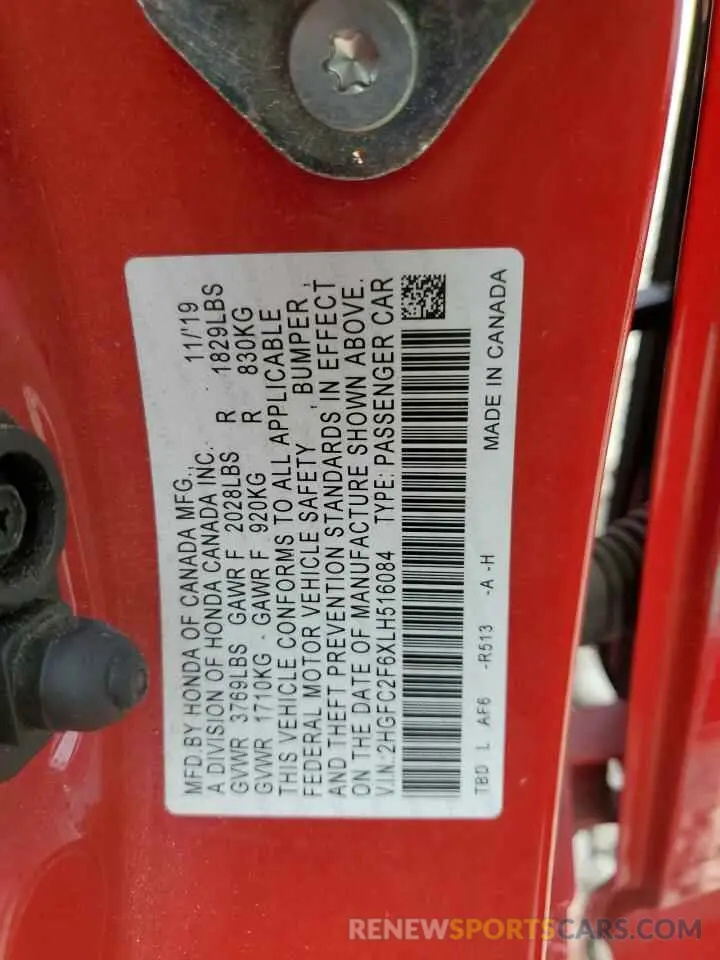 MFD.BY HONDA OF CANADA MFG., 11/'19
A DIVISION OF HONDA CANADA INC.
GVWR 3769LBS GAWR F 2028LBS R 1829LBS
GVWR 1710KG GAWR F 920KG R 830KG
THIS VEHICLE CONFORMS TO ALL APPLICABLE
FEDERAL MOTOR VEHICLE SAFETY , BUMPER ,
AND THEFT PREVENTION STANDARDS IN EFFECT
ON THE DATE OF MANUFACTURE SHOWN ABOVE.
V.I.N.:2HGFC2F6XLH516084 TYPE: PASSENGER CAR
TBD L AF6 -R513 -A -H MADE IN CANADA
RENEWSPORTSCARS.COM